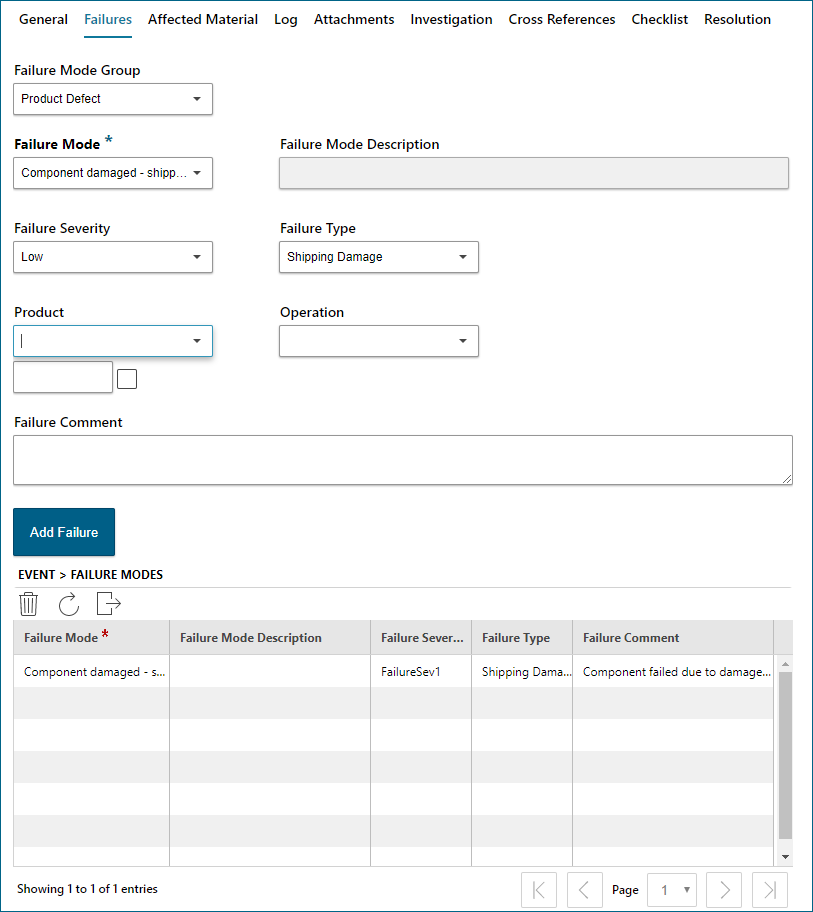 General Failures Affected Material Log Attachments Investigation Cross References Checklist Resolution
Failure Mode Group
Product Defect
Failure Mode * Failure Mode Description
Component damaged - shipp...
Failure Severity Failure Type
Low Shipping Damage
Product Operation
Failure Comment
Add Failure
EVENT > FAILURE MODES
Failure Mode * Failure Mode Description Failure Sever... Failure Type Failure Comment
Component damaged - s... FailureSev1 Shipping Dama... Component failed due to damage...
Showing 1 to 1 of 1 entries Page 1